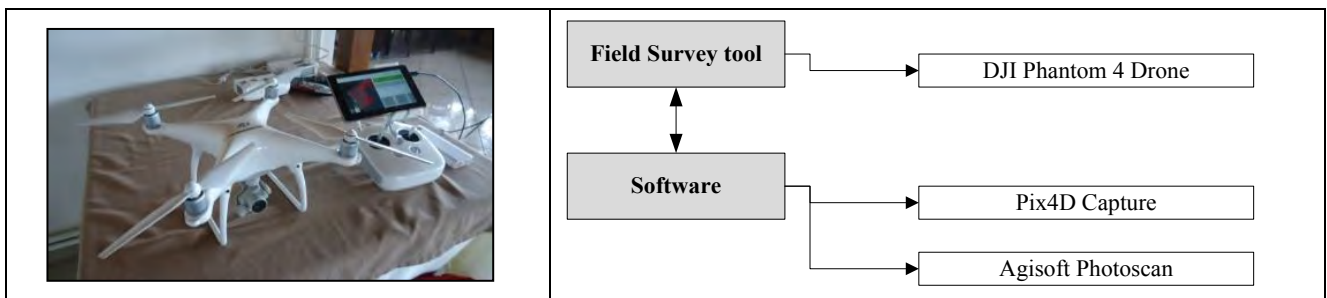 Field Survey tool
DJI Phantom 4 Drone
Software
Pix4D Capture
Agisoft Photoscan